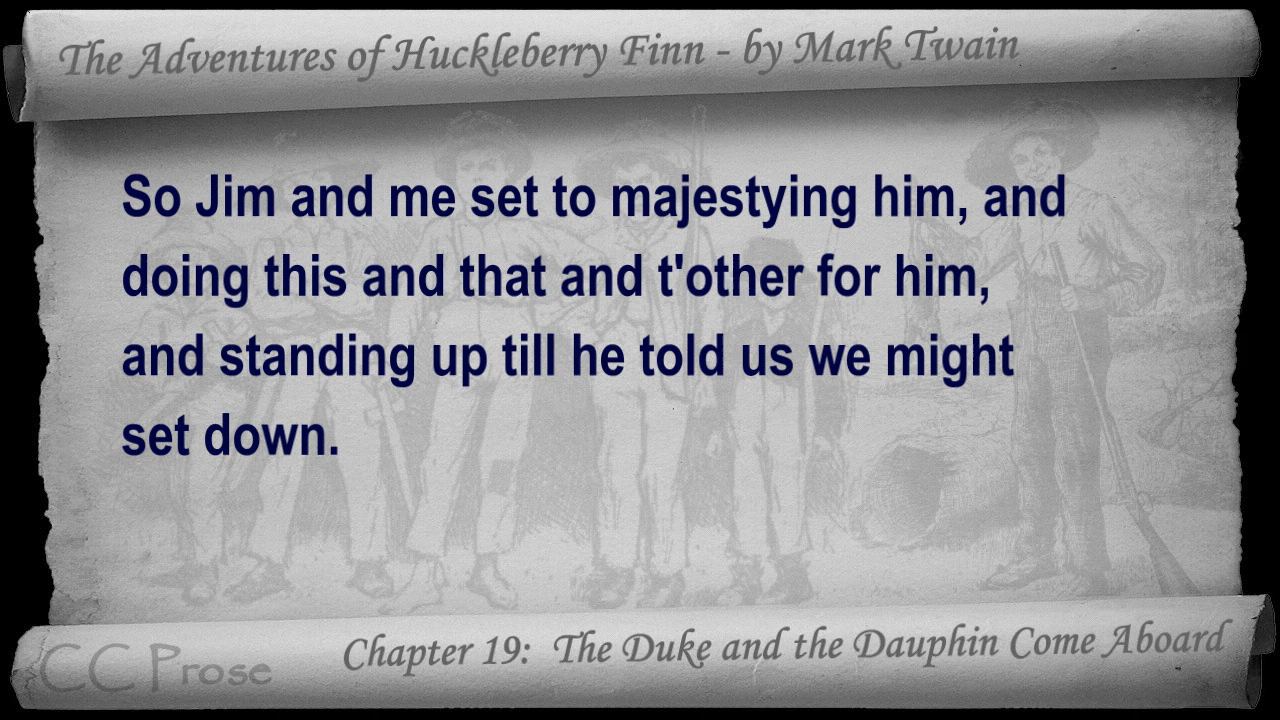 The Adventures of Huckleberry Finn - by Mark Twain
So Jim and me set to majestying him, and
doing this and that and t'other for him,
and standing up till he told us we might
set down.
CC Prose
Chapter 19: The Duke and the Dauphin Come Aboard